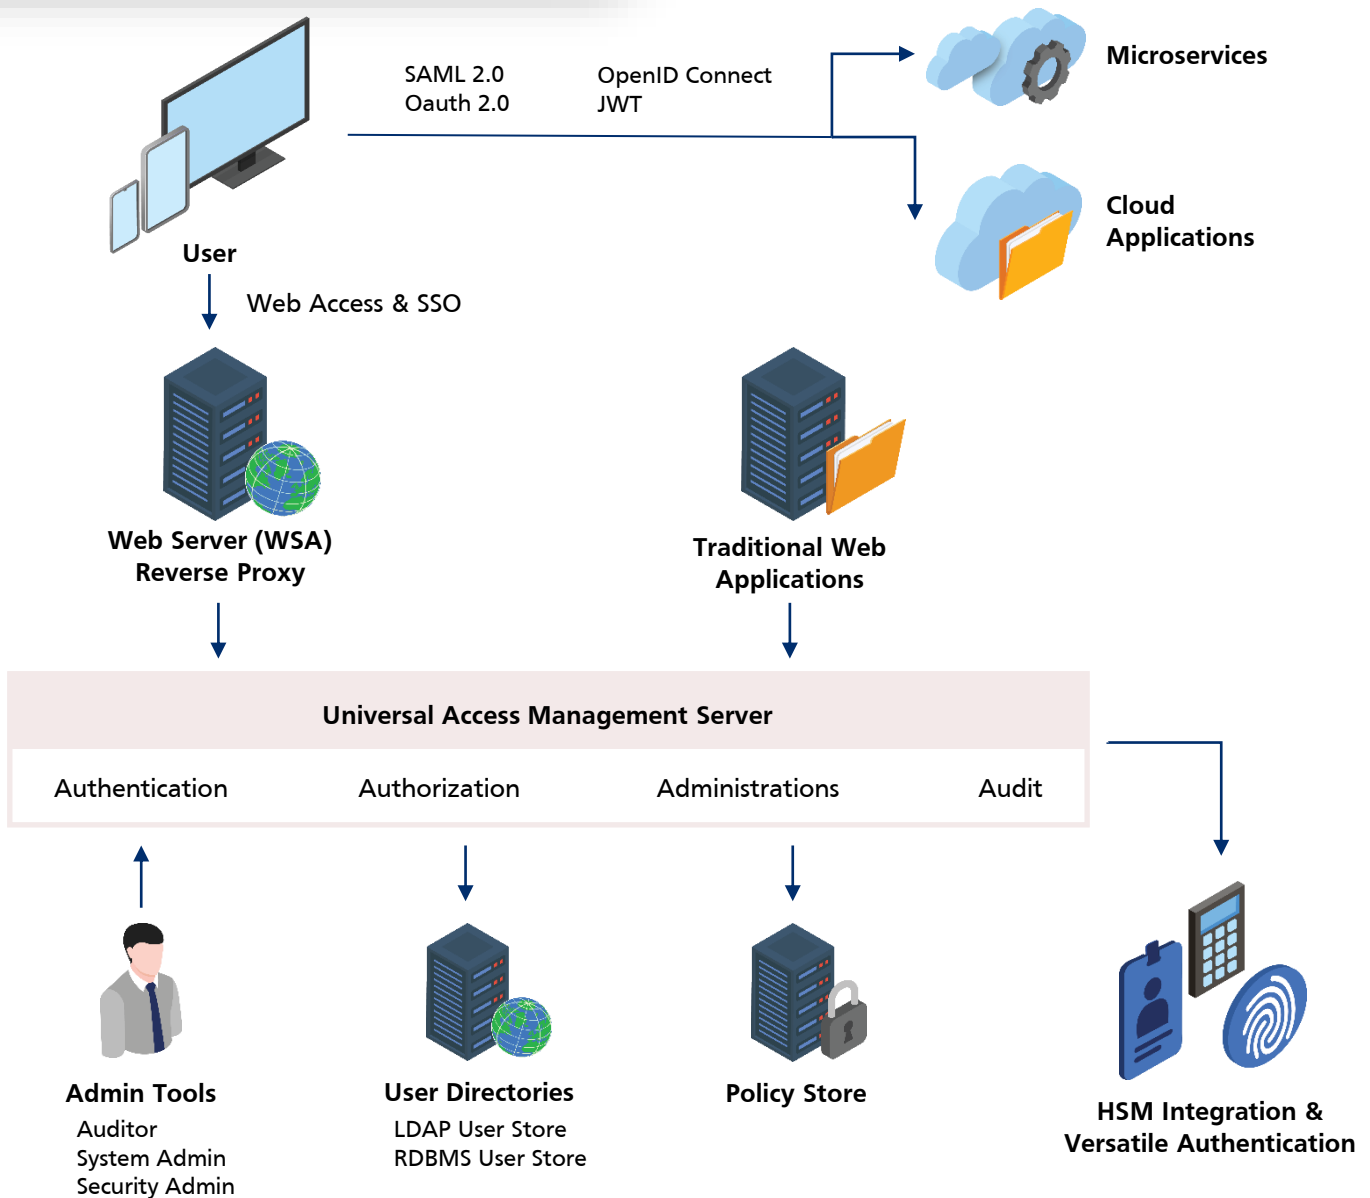 SAML 2.0
Oauth 2.0
OpenID Connect
JWT
Microservices
Cloud
Applications
User
Web Access & SSO
Web Server (WSA)
Reverse Proxy
Traditional Web
Applications
Universal Access Management Server
Authentication
Authorization
Administrations
Audit
Admin Tools
Auditor
System Admin
Security Admin
User Directories
LDAP User Store
RDBMS User Store
Policy Store
HSM Integration &
Versatile Authentication